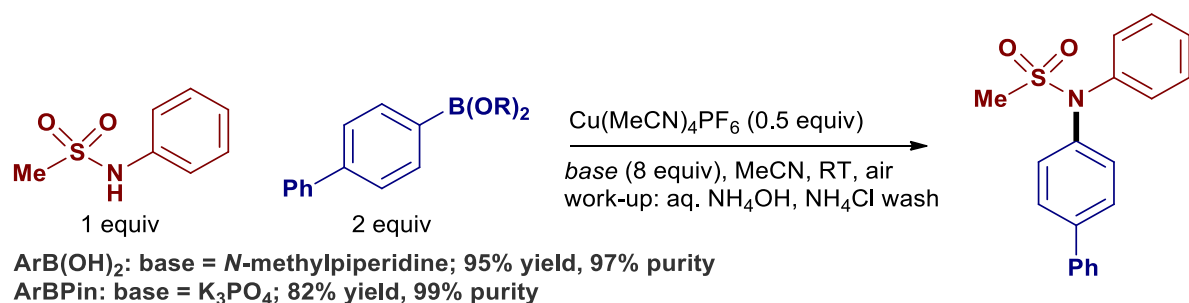 O O
S
Me
N
H
1 equiv
B(OR)2
Ph
2 equiv
Cu(MeCN)4PF6 (0.5 equiv)
base (8 equiv), MeCN, RT, air
work-up: aq. NH4OH, NH4Cl wash
O O
S
Me
N
Ph
ArB(OH)2: base = N-methylpiperidine; 95% yield, 97% purity
ArBPin: base = K3PO4; 82% yield, 99% purity